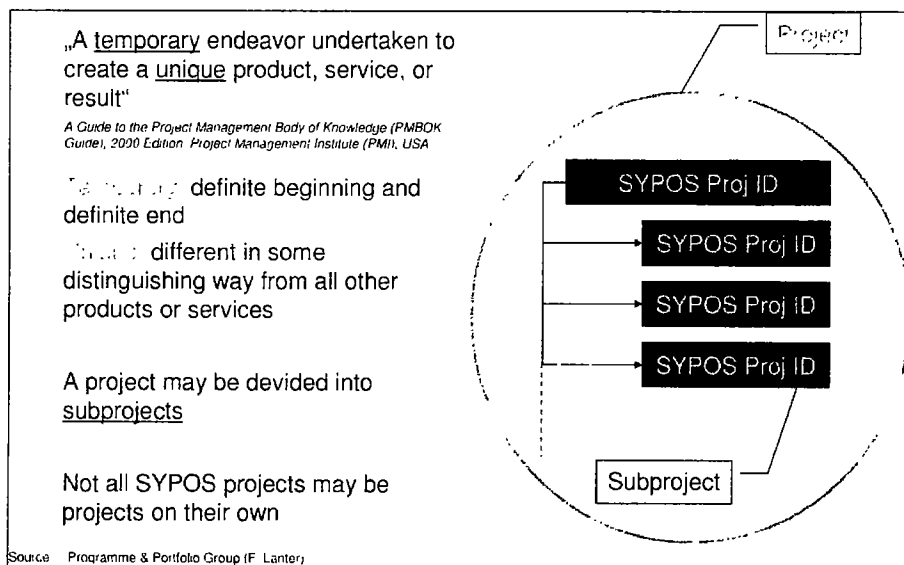 „A temporary endeavor undertaken to
create a unique product, service, or
result“
A Guide to the Project Management Body of Knowledge (PMBOK
Guide), 2000 Edition Project Management Institute (PMI), USA
definite beginning and
definite end
different in some
distinguishing way from all other
products or services
A project may be devided into
subprojects
Not all SYPOS projects may be
projects on their own
Source Programme & Portfolio Group (F Lanter)
Project
SYPOS Proj ID
SYPOS Proj ID
SYPOS Proj ID
SYPOS Proj ID
Subproject